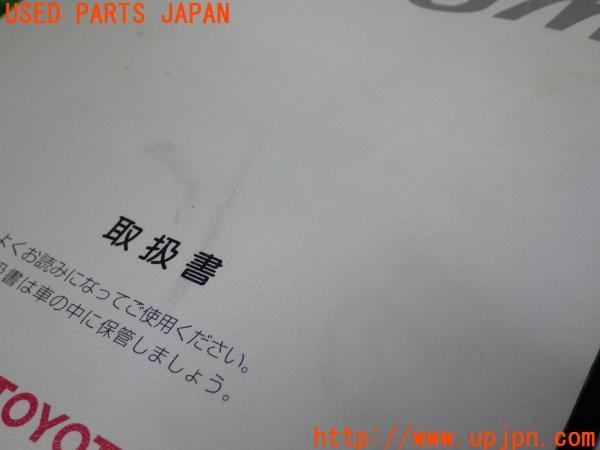 USED PARTS JAPAN
取扱書
よくお読みになってご使用ください。
扱書は車の中に保管しましょう。
TOYOT
http://www.upjpn.com